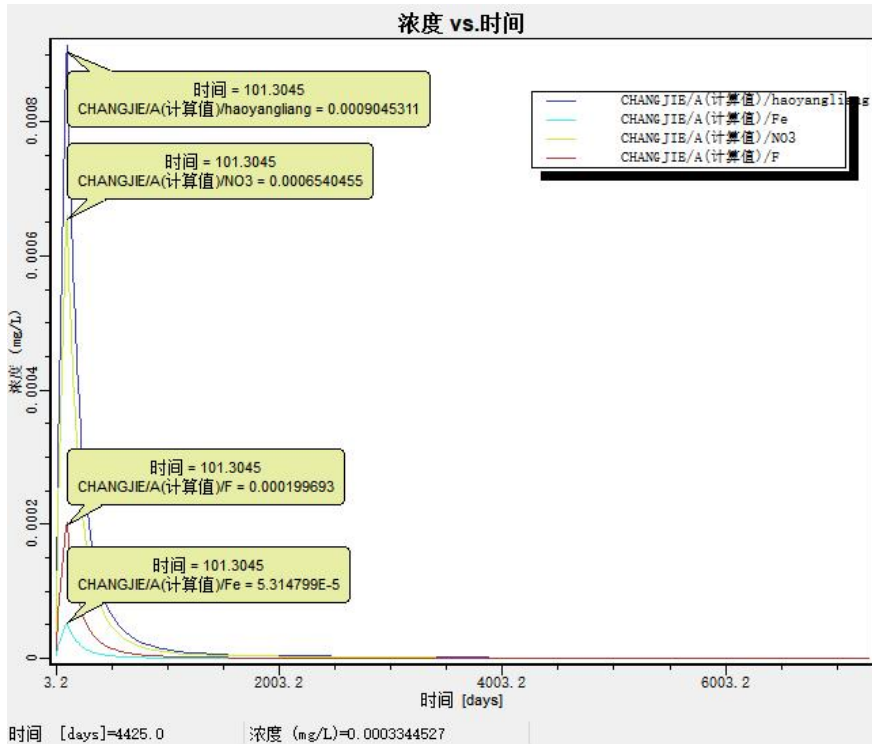 浓度 vs.时间
时间 = 101.3045
CHANGJIE/A(计算值)/haoyangliang = 0.0009045311
时间 = 101.3045
CHANGJIE/A(计算值)/NO3 = 0.0006540455
时间 = 101.3045
CHANGJIE/A(计算值)/F = 0.000199693
时间 = 101.3045
CHANGJIE/A(计算值)/Fe = 5.314799E-5
CHANGJIE/A(计算值)/haoyangliang
CHANGJIE/A(计算值)/Fe
CHANGJIE/A(计算值)/NO3
CHANGJIE/A(计算值)/F
浓度 (mg/L)
0.0008
0.0006
0.0004
0.0002
0
3.2
2003.2
4003.2
6003.2
时间 [days]
时间 [days]=4425.0
浓度 (mg/L)=0.0003344527